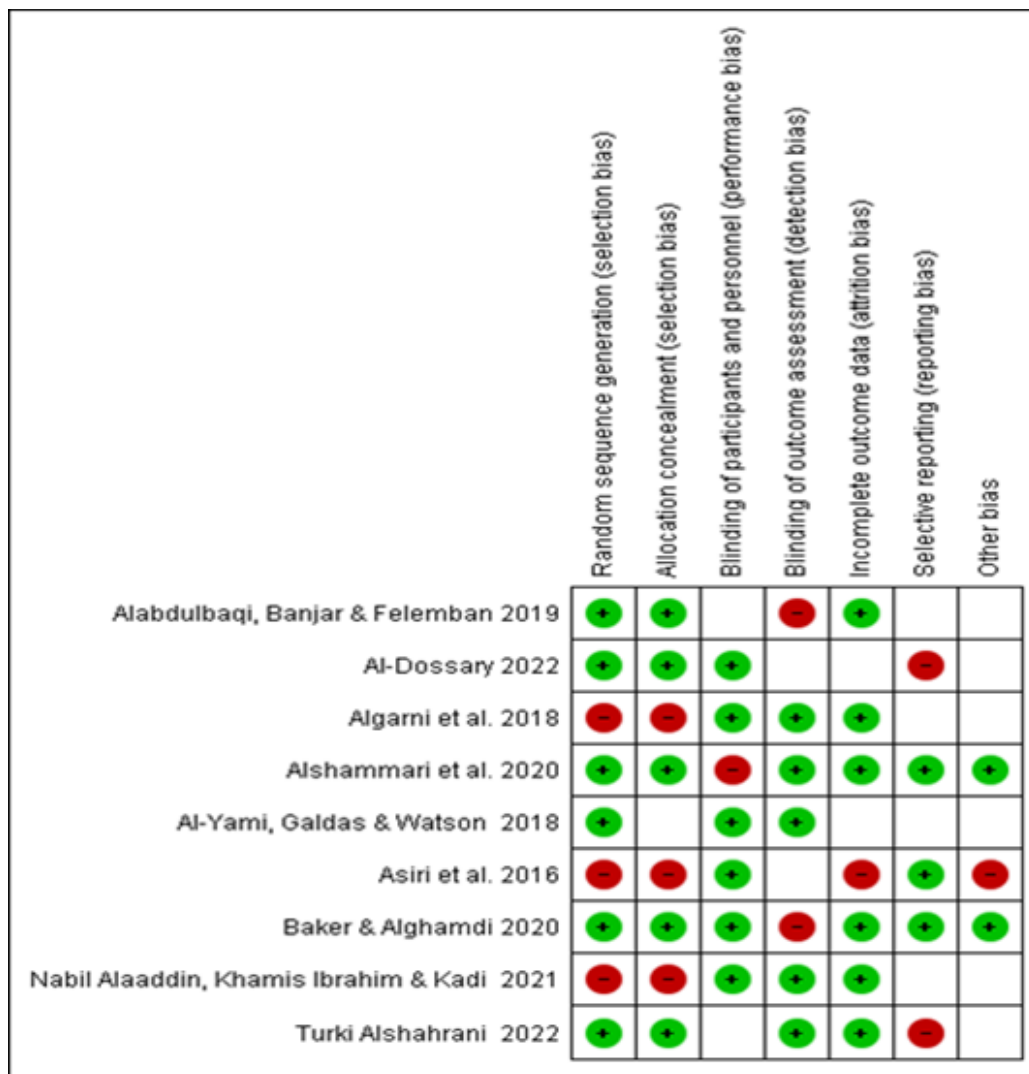 Random sequence generation (selection bias)
Allocation concealment (selection bias)
Blinding of participants and personnel (performance bias)
Blinding of outcome assessment (detection bias)
Incomplete outcome data (attrition bias)
Selective reporting (reporting bias)
Other bias
Alabdulbaqi, Banjar & Felemban 2019 + + - +
Al-Dossary 2022 + + + -
Algarni et al. 2018 - - + + +
Alshammari et al. 2020 + + - + + + +
Al-Yami, Galdas & Watson 2018 + + +
Asiri et al. 2016 - - + - + -
Baker & Alghamdi 2020 + + + - + + +
Nabil Alaaddin, Khamis Ibrahim & Kadi 2021 - - + + +
Turki Alshahrani 2022 + + + + -